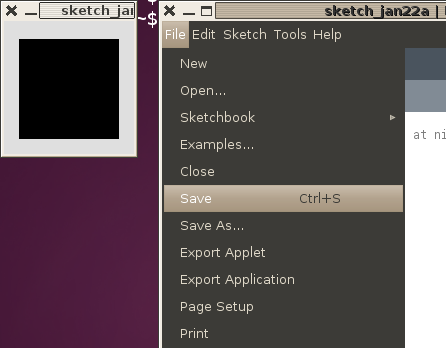 sketch_jan
~$
sketch_jan22a |
File Edit Sketch Tools Help
New
Open...
Sketchbook
Examples...
Close
Save Ctrl+S
Save As...
Export Applet
Export Application
Page Setup
Print
at ni